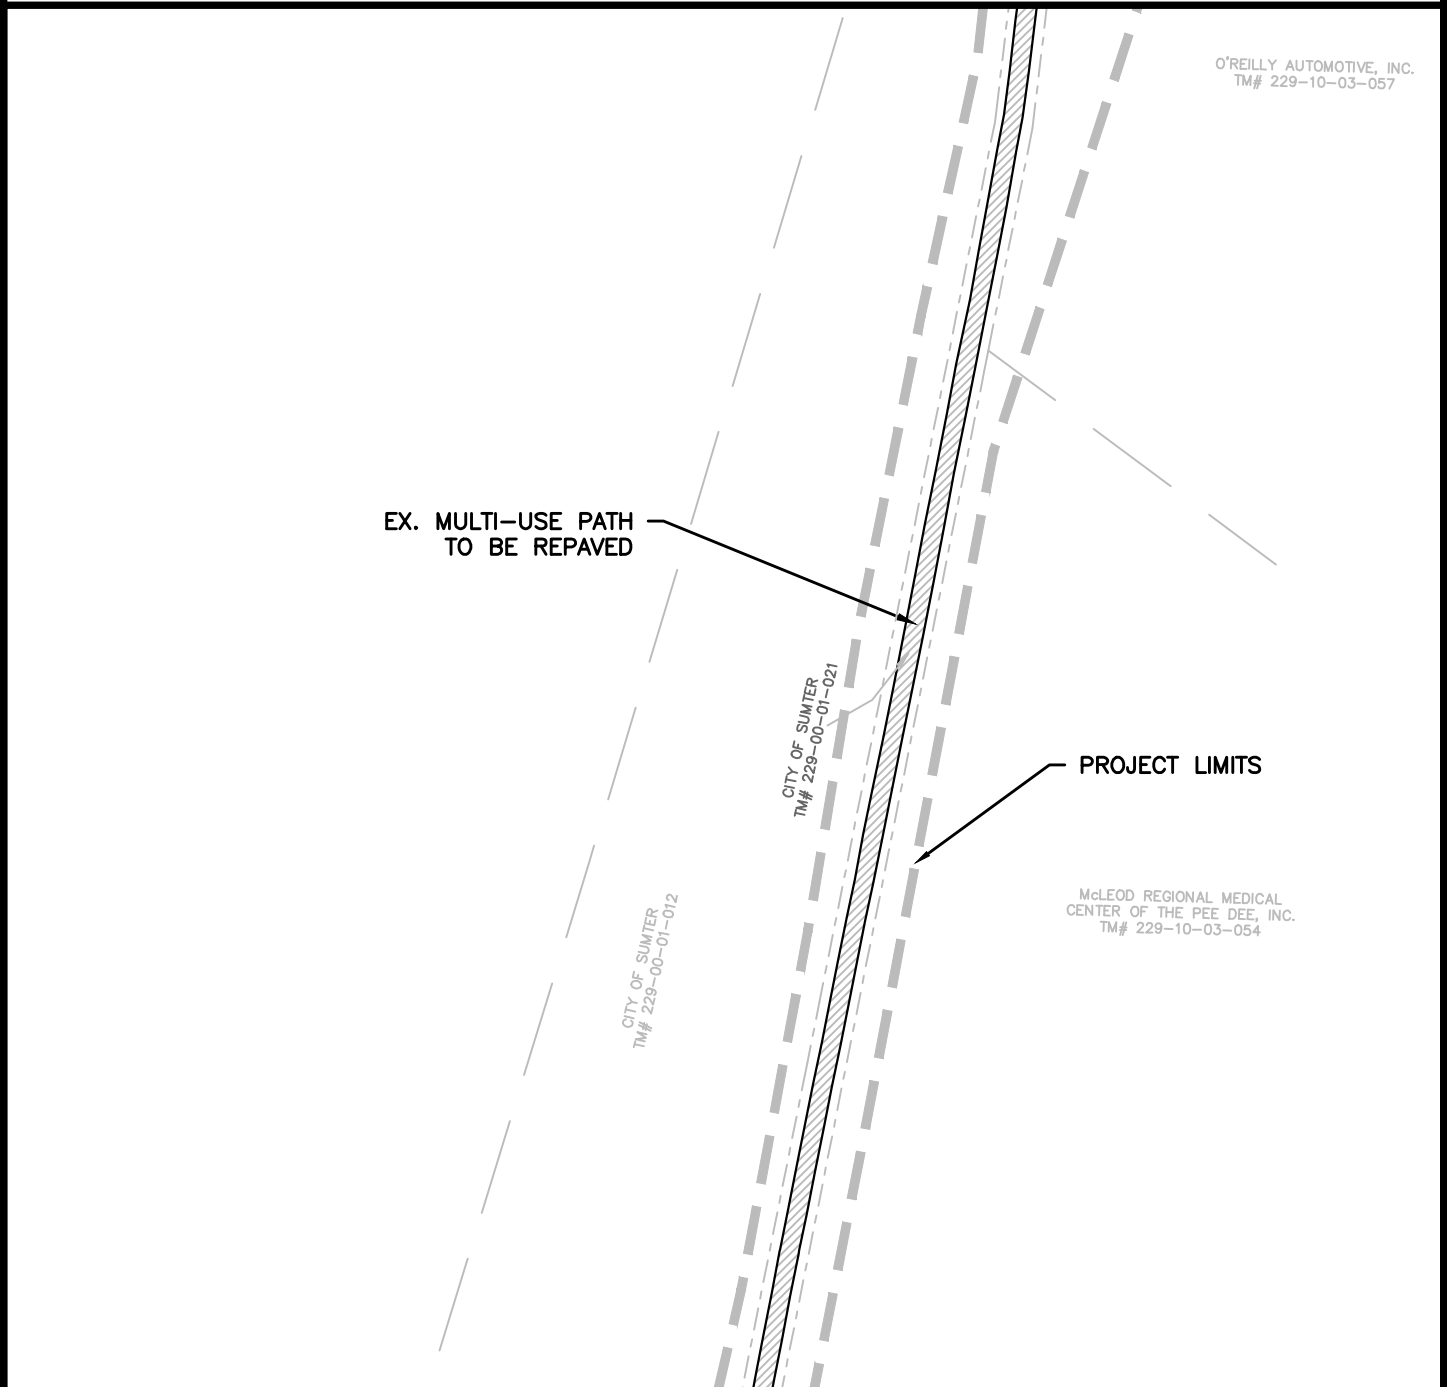 O'REILLY AUTOMOTIVE, INC.
TM# 229-10-03-057
EX. MULTI-USE PATH
TO BE REPAVED
CITY OF SUMTER
TM# 229-00-01-021
PROJECT LIMITS
McLEOD REGIONAL MEDICAL
CENTER OF THE PEE DEE, INC.
TM# 229-10-03-054
CITY OF SUMTER
TM# 229-00-01-012